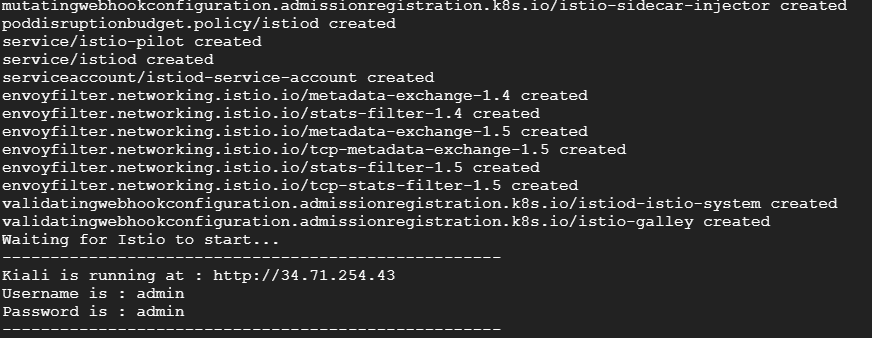 mutatingwebhookconfiguration.admissionregistration.k8s.io/istio-sidecar-injector created
poddisruptionbudget.policy/istiod created
service/istio-pilot created
service/istiod created
serviceaccount/istiod-service-account created
envoyfilter.networking.istio.io/metadata-exchange-1.4 created
envoyfilter.networking.istio.io/stats-filter-1.4 created
envoyfilter.networking.istio.io/metadata-exchange-1.5 created
envoyfilter.networking.istio.io/tcp-metadata-exchange-1.5 created
envoyfilter.networking.istio.io/stats-filter-1.5 created
envoyfilter.networking.istio.io/tcp-stats-filter-1.5 created
validatingwebhookconfiguration.admissionregistration.k8s.io/istiod-istio-system created
validatingwebhookconfiguration.admissionregistration.k8s.io/istio-galley created
Waiting for Istio to start...
----------------------------------------------------
Kiali is running at : http://34.71.254.43
Username is : admin
Password is : admin
----------------------------------------------------